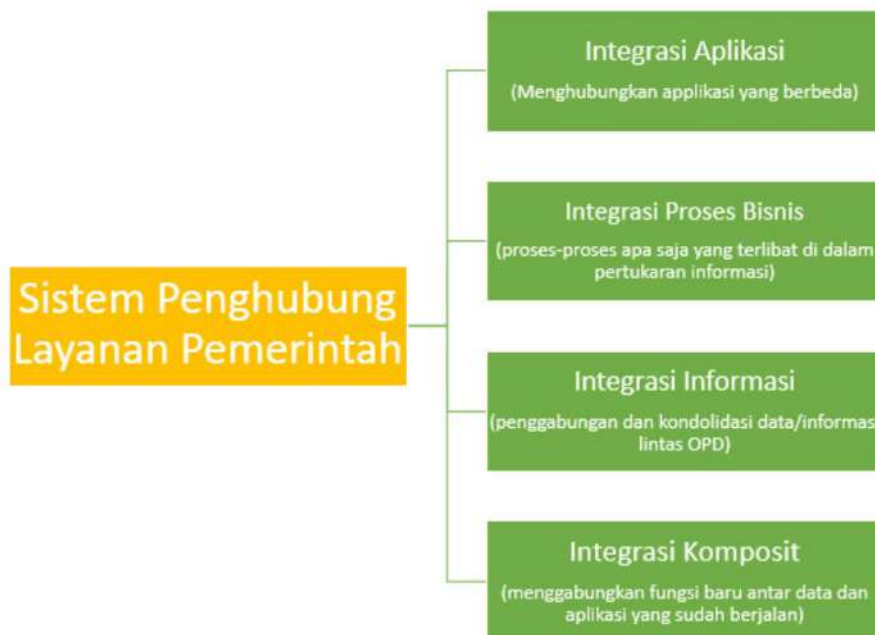 Sistem Penghubung
Layanan Pemerintah
Integrasi Aplikasi
(Menghubungkan applikasi yang berbeda)
Integrasi Proses Bisnis
(proses-proses apa saja yang terlibat di dalam
pertukaran informasi)
Integrasi Informasi
(penggabungan dan kondolidasi data/informas
lintas OPD)
Integrasi Komposit
(menggabungkan fungsi baru antar data dan
aplikasi yang sudah berjalan)